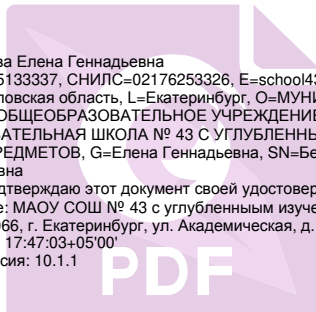 ва Елена Геннадьевна
5133337, СНИЛС=02176253326, E=school43
ловская область, L=Екатеринбург, O=МУНИ
ОБЩЕОБРАЗОВАТЕЛЬНОЕ УЧРЕЖДЕНИЕ
ВАТЕЛЬНАЯ ШКОЛА № 43 С УГЛУБЛЕННЫ
РЕДМЕТОВ, G=Елена Геннадьевна, SN=Бе
вна
дтверждаю этот документ своей удостовер
е: МАОУ СОШ № 43 с углубленныым изуче
066, г. Екатеринбург, ул. Академическая, д.
17:47:03+05'00'
сия: 10.1.1
PDF